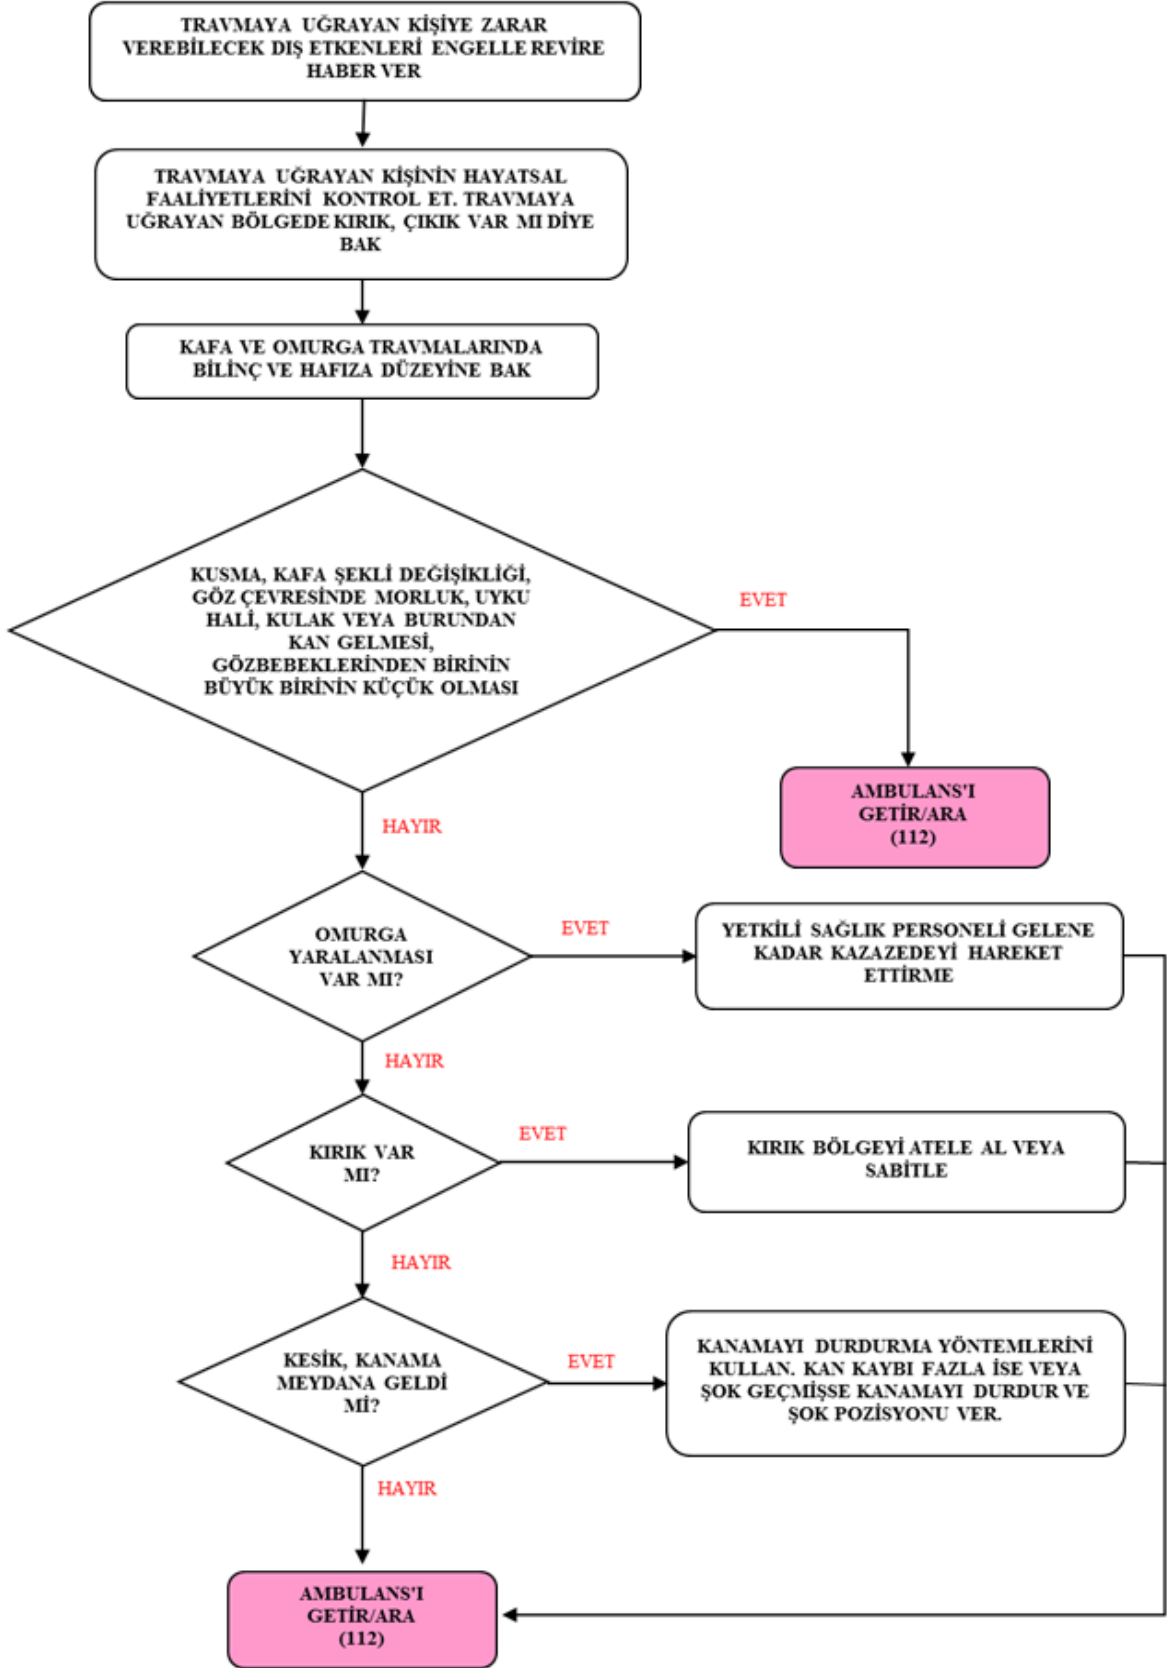 TRAVMAYA UĞRAYAN KİŞİYE ZARAR
VEREBİLECEK DIŞ ETKENLERİ ENGELLE REVİRE
HABER VER
TRAVMAYA UĞRAYAN KİŞİNİN HAYATSAL
FAALİYETLERİNİ KONTROL ET. TRAVMAYA
UĞRAYAN BÖLGEDE KIRIK, ÇIKIK VAR MI DİYE
BAK
KAFA VE OMURGA TRAVMALARINDA
BİLİNÇ VE HAFIZA DÜZEYİNE BAK
KUSMA, KAFA ŞEKLİ DEĞİŞİKLİĞİ,
GÖZ ÇEVRESİNDE MORLUK, UYKU
HALİ, KULAK VEYA BURUNDAN
KAN GELMESİ,
GÖZBEBEKLERİNDEN BİRİNİN
BÜYÜK BİRİNİN KÜÇÜK OLMASI
EVET
AMBULANS'I
GETİR/ARA
(112)
HAYIR
OMURGA
YARALANMASI
VAR MI?
EVET
YETKİLİ SAĞLIK PERSONELİ GELENE
KADAR KAZAZEDEYİ HAREKET
ETTİRME
HAYIR
KIRIK VAR
MI?
EVET
KIRIK BÖLGEYİ ATELE AL VEYA
SABİTLE
HAYIR
KESİK, KANAMA
MEYDANA GELDİ
Mİ?
EVET
KANAMAYI DURDURMA YÖNTEMLERİNİ
KULLAN. KAN KAYBI FAZLA İSE VEYA
ŞOK GEÇMİŞSE KANAMAYI DURDUR VE
ŞOK POZİSYONU VER.
HAYIR
AMBULANS'I
GETİR/ARA
(112)